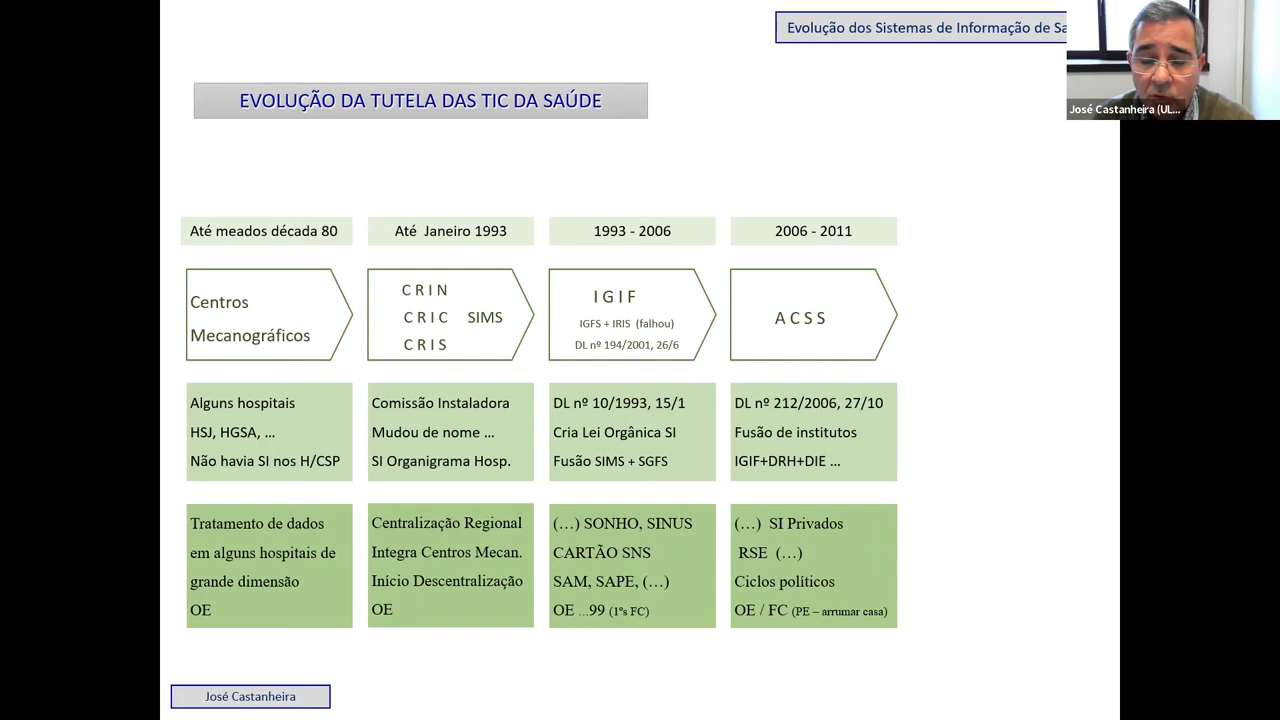 Evolução dos Sistemas de Informação de
José Castanheira (UL...
EVOLUÇÃO DA TUTELA DAS TIC DA SAÚDE
Até meados década 80
Até Janeiro 1993
1993 - 2006
2006 - 2011
Centros
Mecanográficos
C R I N
C R I C SIMS
C R I S
I G I F
IGFS + IRIS (falhou)
DL nº 194/2001, 26/6
A C S S
Alguns hospitais
HSJ, HGSA, ...
Não havia SI nos H/CSP
Comissão Instaladora
Mudou de nome ...
SI Organigrama Hosp.
DL nº 10/1993, 15/1
Cria Lei Orgânica SI
Fusão SIMS + SGFS
DL nº 212/2006, 27/10
Fusão de institutos
IGIF+DRH+DIE ...
Tratamento de dados
em alguns hospitais de
grande dimensão
OE
Centralização Regional
Integra Centros Mecan.
Início Descentralização
OE
(…) SONHO, SINUS
CARTÃO SNS
SAM, SAPE, (…)
OE ...99 (1ºs FC)
(…) SI Privados
RSE (…)
Ciclos políticos
OE / FC (PE – arrumar casa)
José Castanheira